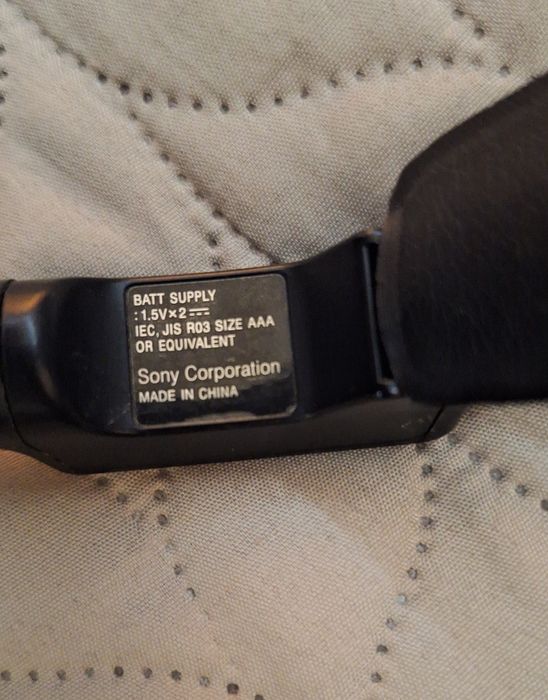 BATT SUPPLY
: 1.5V×2 ⎓
IEC, JIS R03 SIZE AAA
OR EQUIVALENT
Sony Corporation
MADE IN CHINA